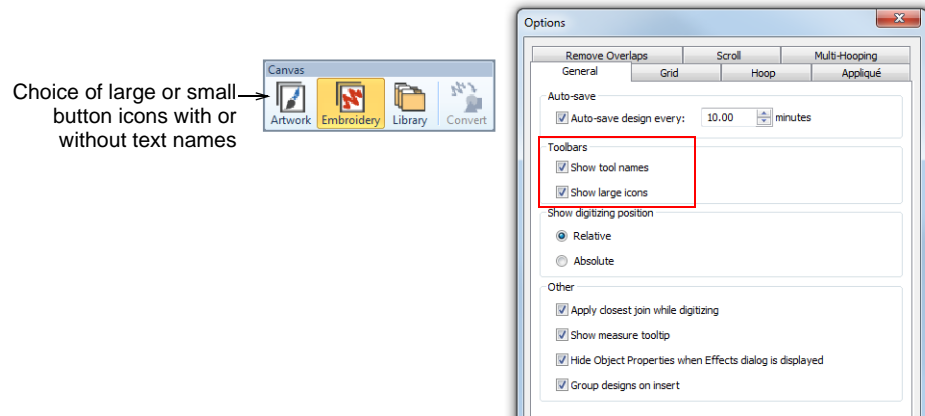 Choice of large or small
button icons with or
without text names
Canvas
Artwork Embroidery Library Convert
Options
Remove Overlaps Scroll Multi-Hooping
General Grid Hoop Appliqué
Auto-save
Auto-save design every: 10.00 minutes
Toolbars
Show tool names
Show large icons
Show digitizing position
Relative
Absolute
Other
Apply closest join while digitizing
Show measure tooltip
Hide Object Properties when Effects dialog is displayed
Group designs on insert